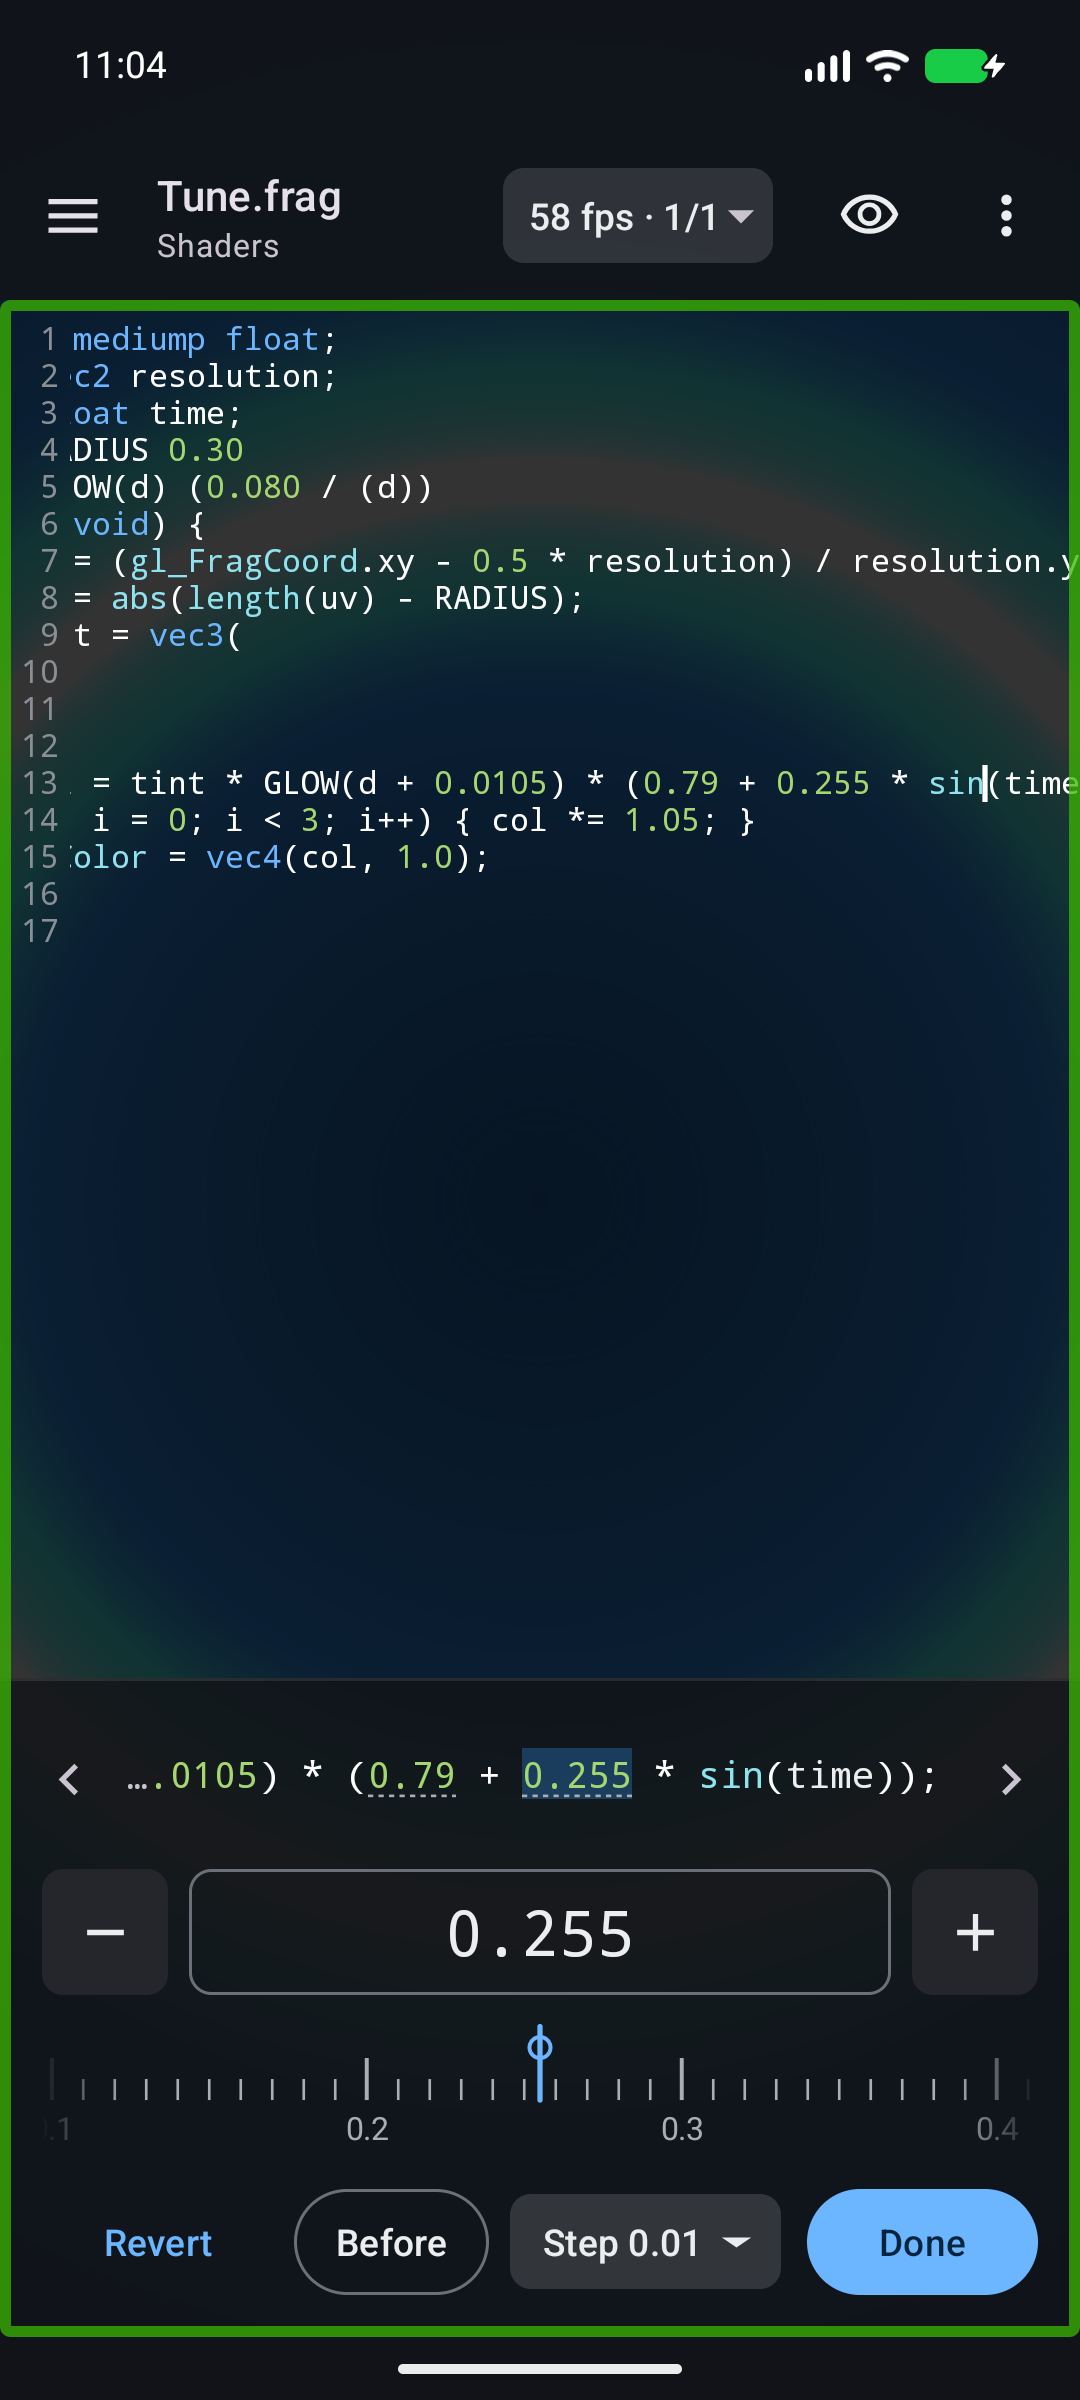 11:04
Tune.frag
Shaders
58 fps · 1/1
1 mediump float;
2 c2 resolution;
3 oat time;
4 DIUS 0.30
5 OW(d) (0.080 / (d))
6 void) {
7 = (gl_FragCoord.xy - 0.5 * resolution) / resolution.y
8 = abs(length(uv) - RADIUS);
9 t = vec3(
10
11
12
13 = tint * GLOW(d + 0.0105) * (0.79 + 0.255 * sin(time
14 i = 0; i < 3; i++) { col *= 1.05; }
15 olor = vec4(col, 1.0);
16
17
….0105) * (0.79 + 0.255 * sin(time));
− 0.255 +
.1 0.2 0.3 0.4
Revert Before Step 0.01 Done